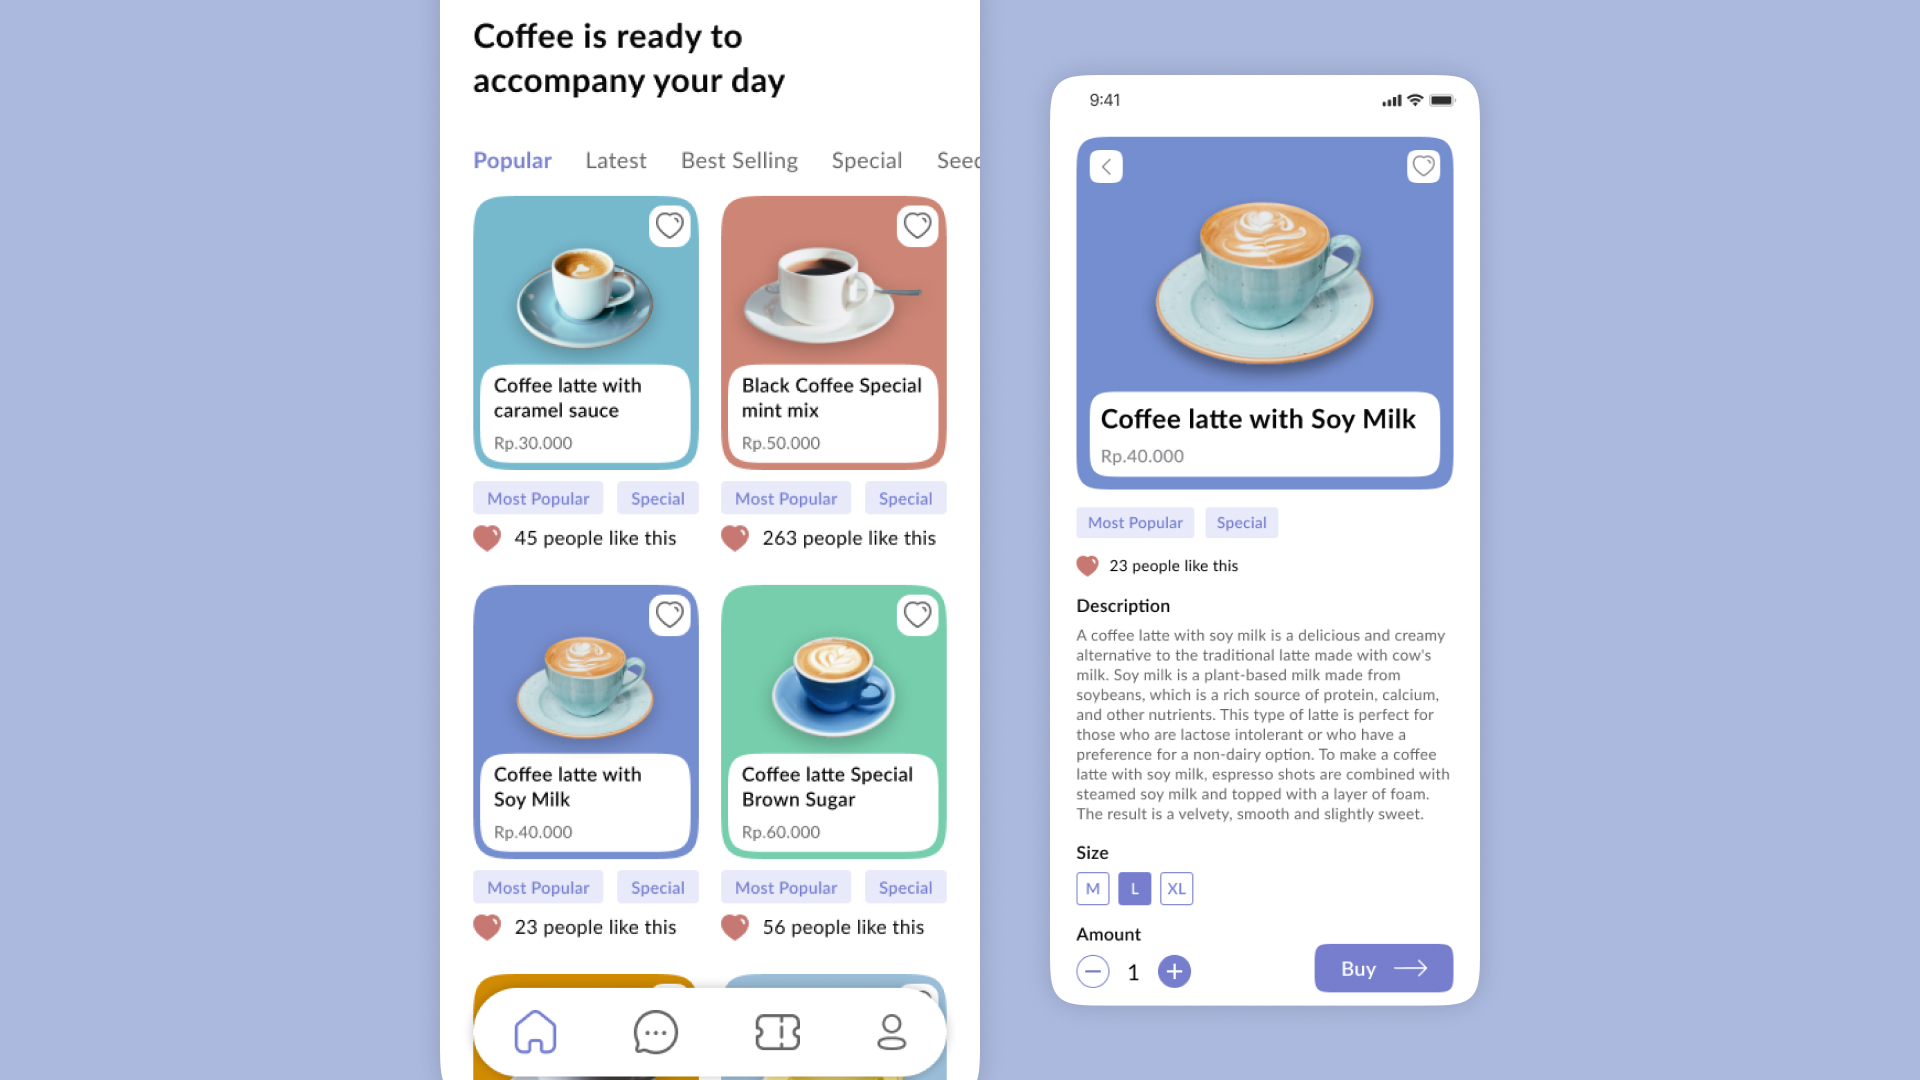 Coffee is ready to
accompany your day
Popular
Latest
Best Selling
Special
Coffee latte with
caramel sauce
Rp.30.000
Most Popular
Special
45 people like this
Black Coffee Special
mint mix
Rp.50.000
Most Popular
Special
263 people like this
Coffee latte with
Soy Milk
Rp.40.000
Most Popular
Special
23 people like this
Coffee latte Special
Brown Sugar
Rp.60.000
Most Popular
Special
56 people like this
9:41
Coffee latte with Soy Milk
Rp.40.000
Most Popular
Special
23 people like this
Description
A coffee latte with soy milk is a delicious and creamy
alternative to the traditional latte made with cow's
milk. Soy milk is a plant-based milk made from
soybeans, which is a rich source of protein, calcium,
and other nutrients. This type of latte is perfect for
those who are lactose intolerant or who have a
preference for a non-dairy option. To make a coffee
latte with soy milk, espresso shots are combined with
steamed soy milk and topped with a layer of foam.
The result is a velvety, smooth and slightly sweet.
Size
M
L
XL
Amount
1
Buy